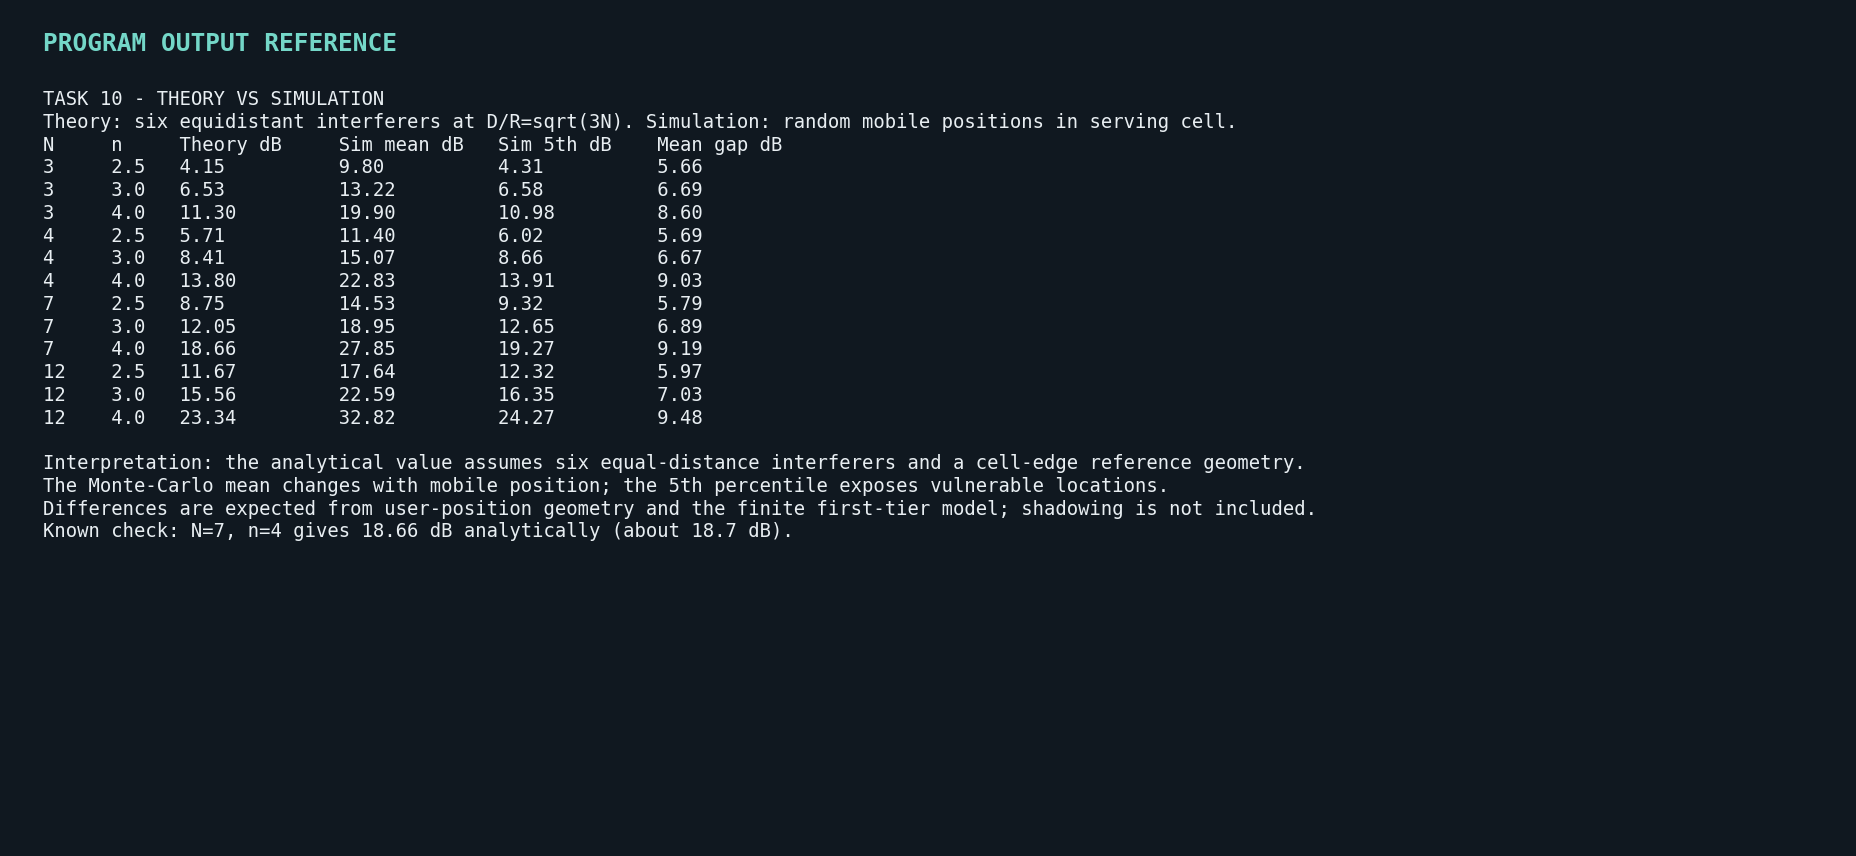 PROGRAM OUTPUT REFERENCE
TASK 10 - THEORY VS SIMULATION
Theory: six equidistant interferers at D/R=sqrt(3N). Simulation: random mobile positions in serving cell.
N     n     Theory dB     Sim mean dB   Sim 5th dB    Mean gap dB
3     2.5   4.15          9.80          4.31          5.66
3     3.0   6.53          13.22         6.58          6.69
3     4.0   11.30         19.90         10.98         8.60
4     2.5   5.71          11.40         6.02          5.69
4     3.0   8.41          15.07         8.66          6.67
4     4.0   13.80         22.83         13.91         9.03
7     2.5   8.75          14.53         9.32          5.79
7     3.0   12.05         18.95         12.65         6.89
7     4.0   18.66         27.85         19.27         9.19
12    2.5   11.67         17.64         12.32         5.97
12    3.0   15.56         22.59         16.35         7.03
12    4.0   23.34         32.82         24.27         9.48
Interpretation: the analytical value assumes six equal-distance interferers and a cell-edge reference geometry.
The Monte-Carlo mean changes with mobile position; the 5th percentile exposes vulnerable locations.
Differences are expected from user-position geometry and the finite first-tier model; shadowing is not included.
Known check: N=7, n=4 gives 18.66 dB analytically (about 18.7 dB).